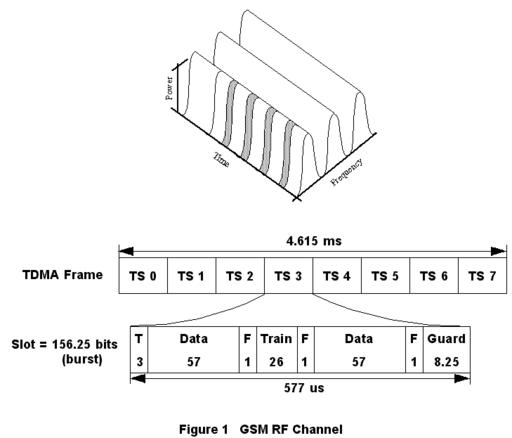 Power
Time
Frequency
4.615 ms
TDMA Frame
TS 0 TS 1 TS 2 TS 3 TS 4 TS 5 TS 6 TS 7
Slot = 156.25 bits
(burst)
T Data F Train F Data F Guard
3 57 1 26 1 57 1 8.25
577 us
Figure 1 GSM RF Channel